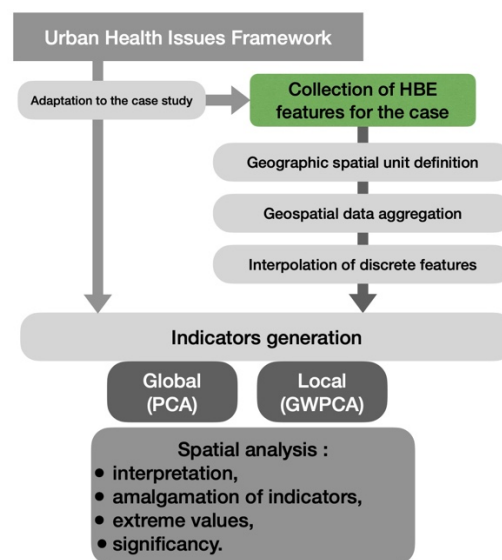 Urban Health Issues Framework
Adaptation to the case study
Collection of HBE
features for the case
Geographic spatial unit definition
Geospatial data aggregation
Interpolation of discrete features
Indicators generation
Global
(PCA)
Local
(GWPCA)
Spatial analysis :
• interpretation,
• amalgamation of indicators,
• extreme values,
• significancy.